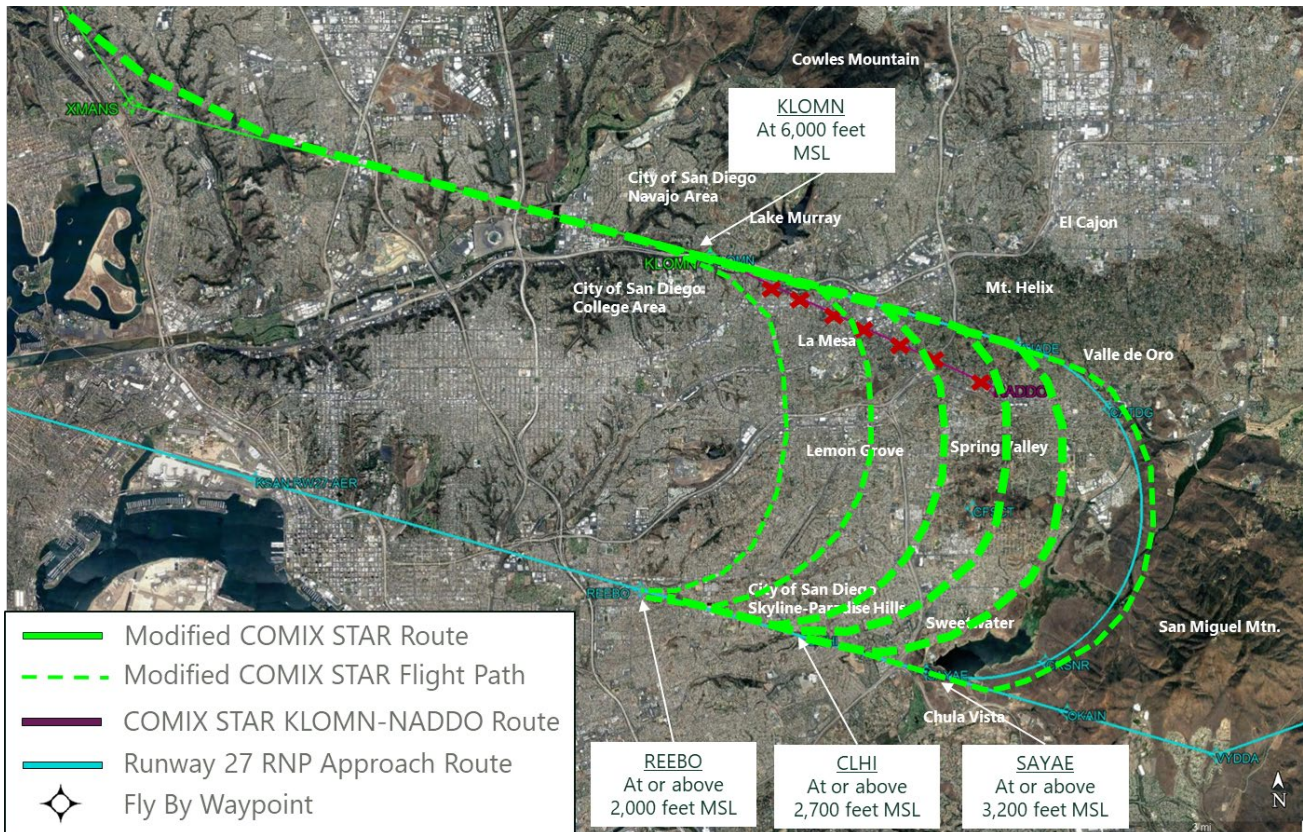 Cowles Mountain
XMANS
KLOMN
At 6,000 feet
MSL
City of San Diego
Navajo Area
Lake Murray
El Cajon
KLOMN
City of San Diego:
College Area
Mt. Helix
La Mesa
Valle de Oro
Lemon Grove
Spring Valley
KSAN RW27 AER
REEBO
City of San Diego
Skyline-Paradise Hills
Sweetwater
San Miguel Mtn.
Chula Vista
OKAIN
VYDDA
REEBO
At or above
2,000 feet MSL
CLHI
At or above
2,700 feet MSL
SAYAE
At or above
3,200 feet MSL
N
3 mi
Modified COMIX STAR Route
Modified COMIX STAR Flight Path
COMIX STAR KLOMN-NADDO Route
Runway 27 RNP Approach Route
Fly By Waypoint